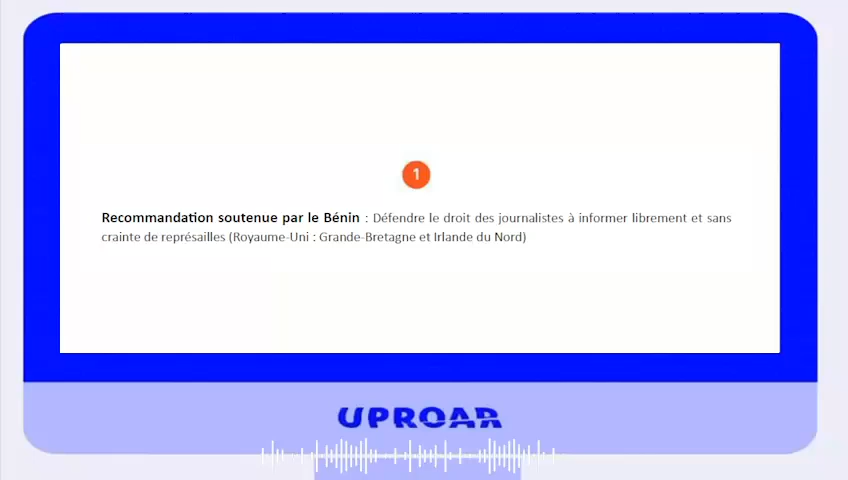 1
Recommandation soutenue par le Bénin : Défendre le droit des journalistes à informer librement et sans
crainte de représailles (Royaume-Uni : Grande-Bretagne et Irlande du Nord)
UPROAR